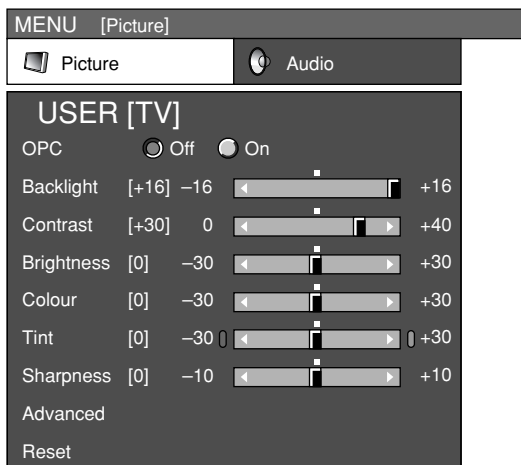 MENU [Picture]
Picture Audio
USER [TV]
OPC Off On
Backlight [+16] –16 +16
Contrast [+30] 0 +40
Brightness [0] –30 +30
Colour [0] –30 +30
Tint [0] –30 +30
Sharpness [0] –10 +10
Advanced
Reset